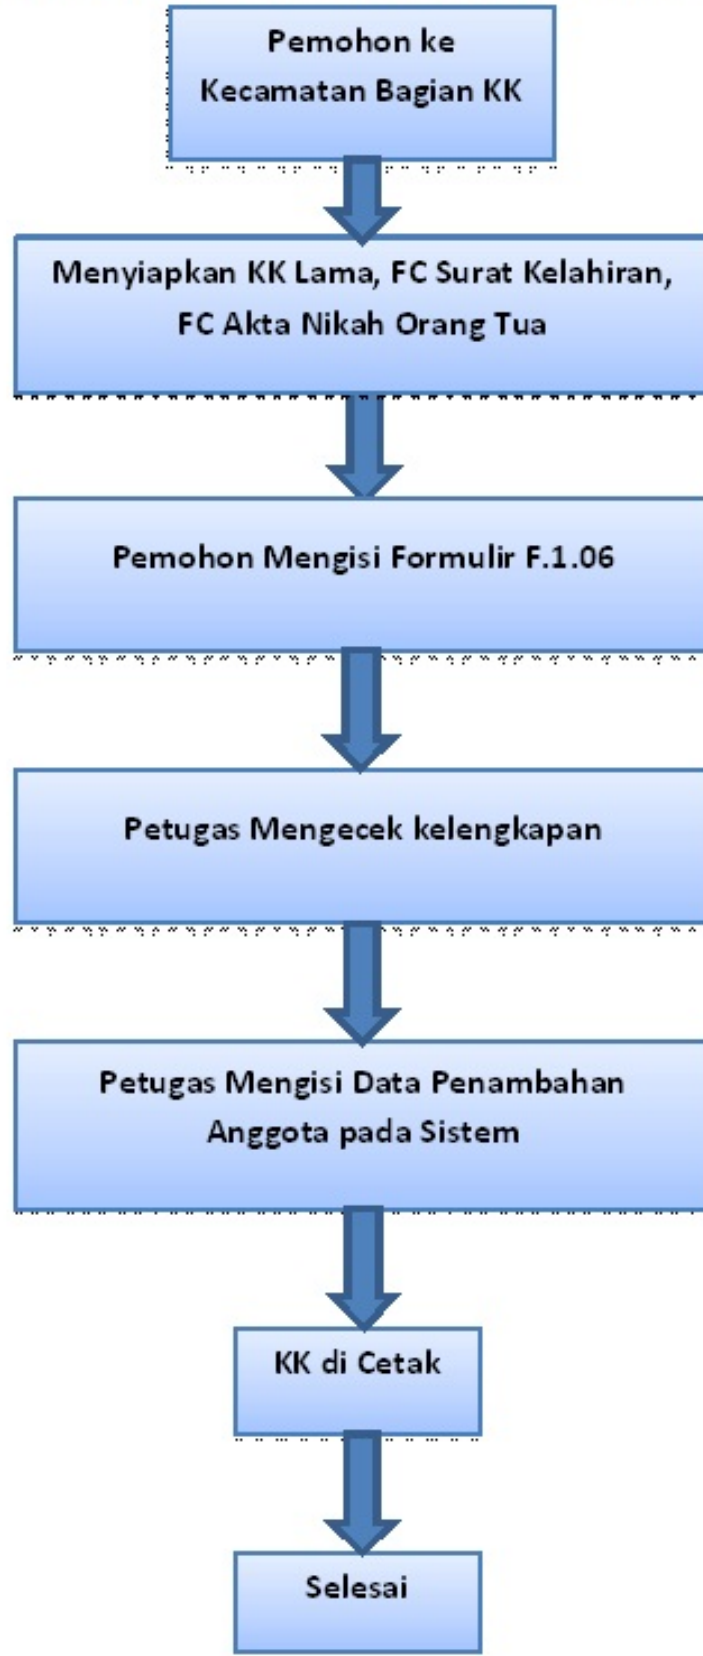 Pemohon ke
Kecamatan Bagian KK
Menyiapkan KK Lama, FC Surat Kelahiran,
FC Akta Nikah Orang Tua
Pemohon Mengisi Formulir F.1.06
Petugas Mengecek kelengkapan
Petugas Mengisi Data Penambahan
Anggota pada Sistem
KK di Cetak
Selesai